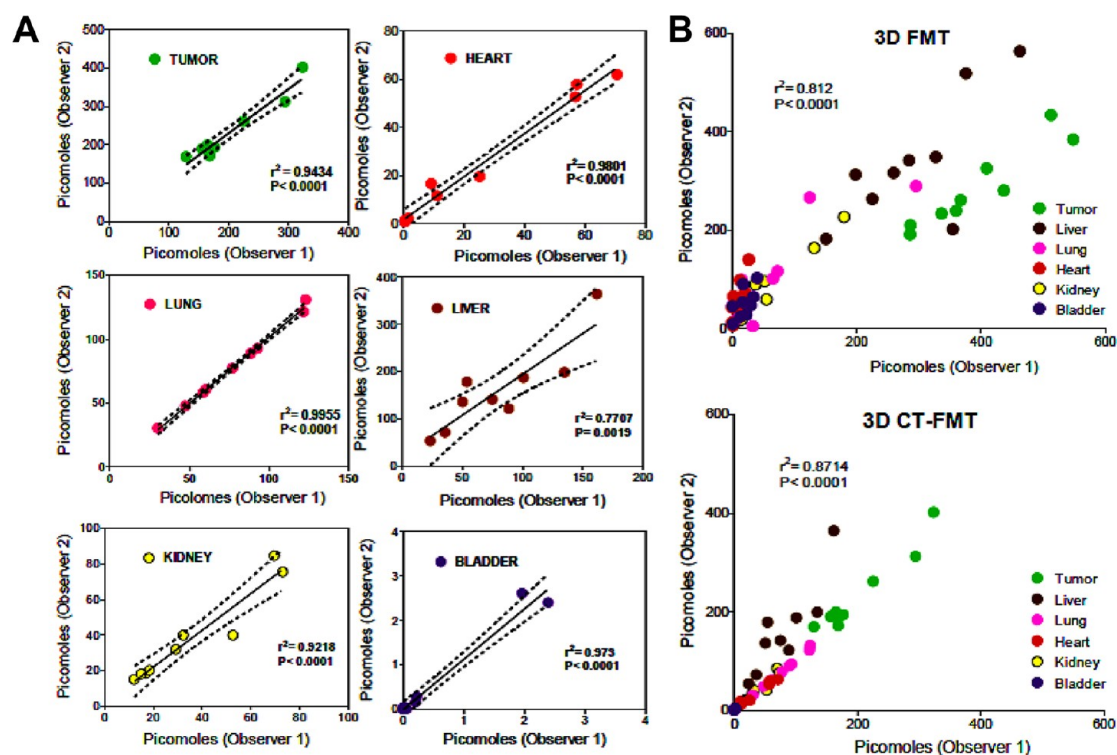 A
TUMOR
Picomoles (Observer 2)
500
400
300
200
100
0
r² = 0.9434
P< 0.0001
0
100
200
300
400
Picomoles (Observer 1)
HEART
Picomoles (Observer 2)
80
60
40
20
0
r² = 0.9801
P< 0.0001
0
20
40
60
80
Picomoles (Observer 1)
LUNG
Picomoles (Observer 2)
150
100
50
0
r²= 0.9955
P< 0.0001
0
50
100
150
Picolomes (Observer 1)
LIVER
Picomoles (Observer 2)
400
300
200
100
0
r²= 0.7707
P= 0.0019
0
50
100
150
200
Picomoles (Observer 1)
KIDNEY
Picomoles (Observer 2)
100
80
60
40
20
0
r²= 0.9218
P< 0.0001
0
20
40
60
80
100
Picomoles (Observer 1)
BLADDER
Picomoles (Observer 2)
4
3
2
1
0
r²= 0.973
P< 0.0001
0
1
2
3
4
Picomoles (Observer 1)
B
3D FMT
Picomoles (Observer 2)
600
400
200
0
r²= 0.812
P< 0.0001
Tumor
Liver
Lung
Heart
Kidney
Bladder
0
200
400
600
Picomoles (Observer 1)
3D CT-FMT
Picomoles (Observer 2)
600
400
200
0
r²= 0.8714
P< 0.0001
Tumor
Liver
Lung
Heart
Kidney
Bladder
0
200
400
600
Picomoles (Observer 1)